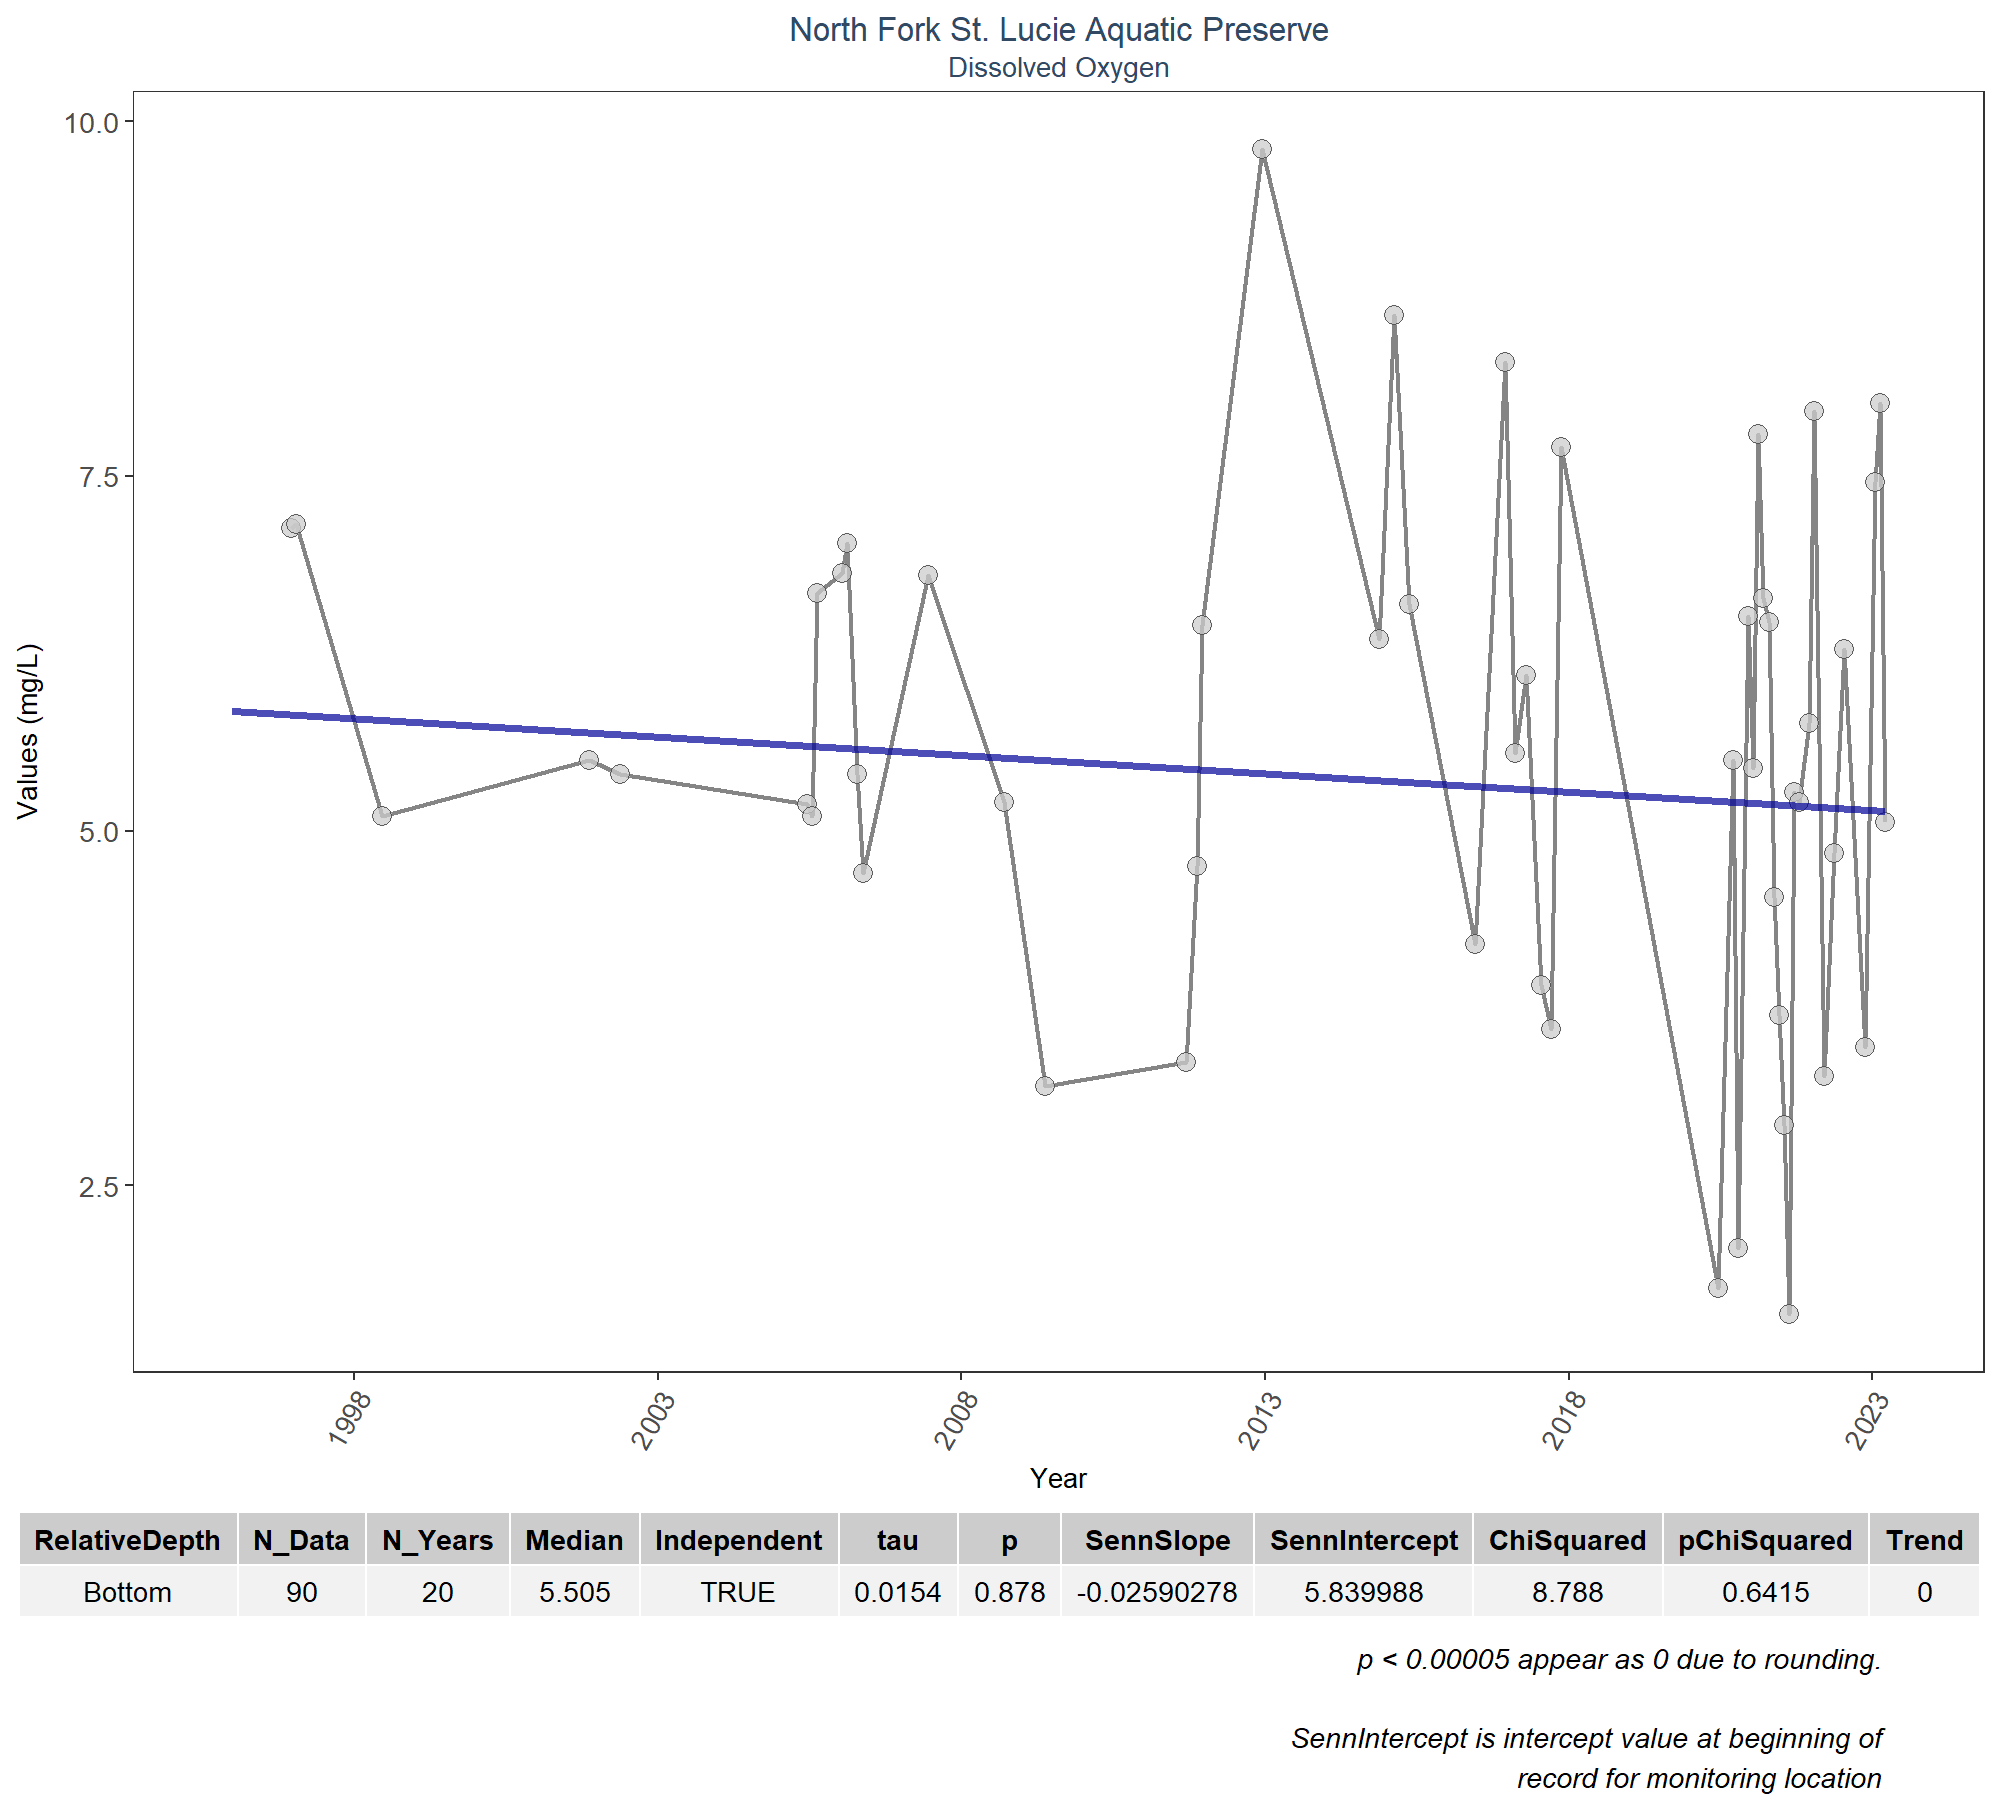 North Fork St. Lucie Aquatic Preserve
Dissolved Oxygen
10.0
7.5
5.0
2.5
Values (mg/L)
1998
2003
2008
2013
2018
2023
Year
RelativeDepth N_Data N_Years Median Independent tau p SennSlope SennIntercept ChiSquared pChiSquared Trend
Bottom 90 20 5.505 TRUE 0.0154 0.878 -0.02590278 5.839988 8.788 0.6415 0
p < 0.00005 appear as 0 due to rounding.
SennIntercept is intercept value at beginning of
record for monitoring location